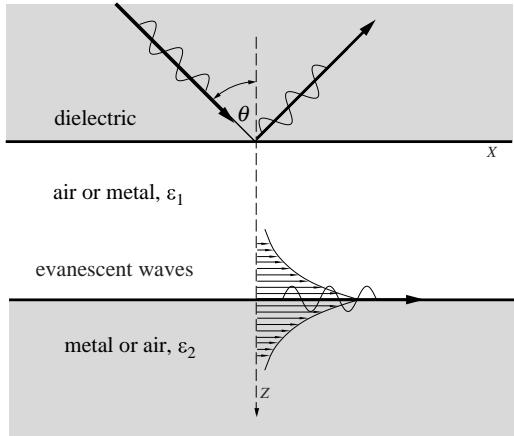 θ
dielectric
X
air or metal, ε₁
evanescent waves
metal or air, ε₂
Z